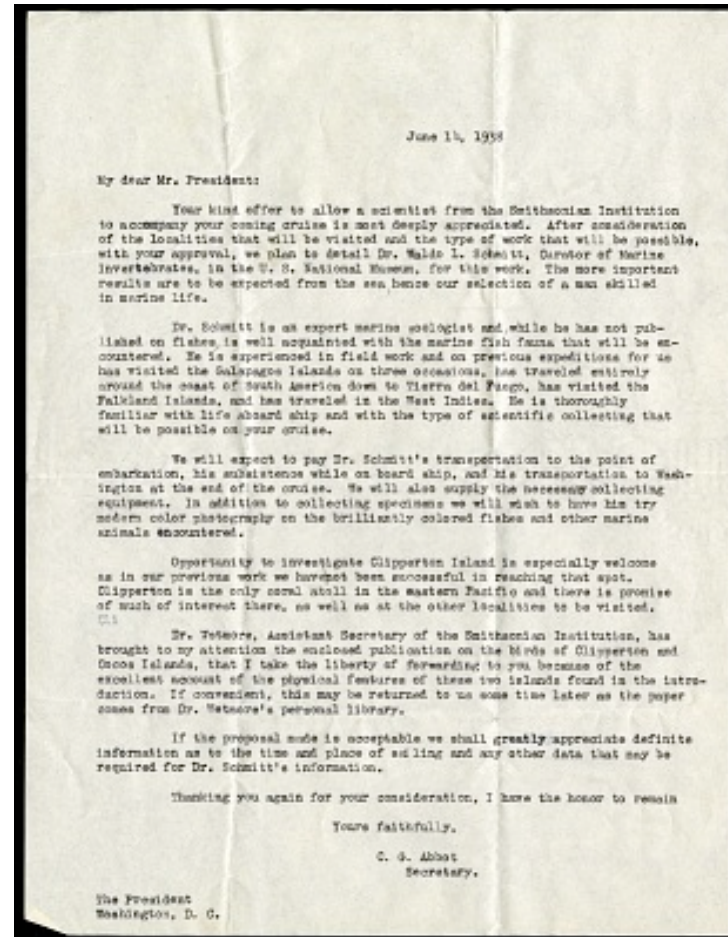 June 14, 1938
My dear Mr. President:
Your kind offer to allow a scientist from the Smithsonian Institution
to accompany your coming cruise is most deeply appreciated. After consideration
of the localities that will be visited and the type of work that will be possible,
with your approval, we plan to detail Dr. Waldo L. Schmitt, Curator of Marine
Invertebrates, in the U. S. National Museum, for this work. The more important
results are to be expected from the sea hence our selection of a man skilled
in marine life.
Dr. Schmitt is an expert marine zoologist and while he has not pub-
lished on fishes, is well acquainted with the marine fish fauna that will be en-
countered. He is experienced in field work and on previous expeditions for us
has visited the Galapagos Islands on three occasions, has traveled entirely
around the coast of South America down to Tierra del Fuego, has visited the
Falkland Islands, and has traveled in the West Indies. He is thoroughly
familiar with life aboard ship and with the type of scientific collecting that
will be possible on your cruise.
We will expect to pay Dr. Schmitt's transportation to the point of
embarkation, his subsistence while on board ship, and his transportation to Wash-
ington at the end of the cruise. We will also supply the necessary collecting
equipment. In addition to collecting specimens we will wish to have him try
modern color photography on the brilliantly colored fishes and other marine
animals encountered.
Opportunity to investigate Clipperton Island is especially welcome
as in our previous work we have not been successful in reaching that spot.
Clipperton is the only coral atoll in the eastern Pacific and there is promise
of much of interest there, as well as at the other localities to be visited.
Dr. Wetmore, Assistant Secretary of the Smithsonian Institution, has
brought to my attention the enclosed publication on the birds of Clipperton and
Cocos Islands, that I take the liberty of forwarding to you because of the
excellent account of the physical features of these two islands found in the intro-
duction. If convenient, this may be returned to us some time later as the paper
comes from Dr. Wetmore's personal library.
If the proposal made is acceptable we shall greatly appreciate definite
information as to the time and place of sailing and any other data that may be
required for Dr. Schmitt's information.
Thanking you again for your consideration, I have the honor to remain
Yours faithfully,
C. G. Abbot
Secretary.
The President
Washington, D. C.